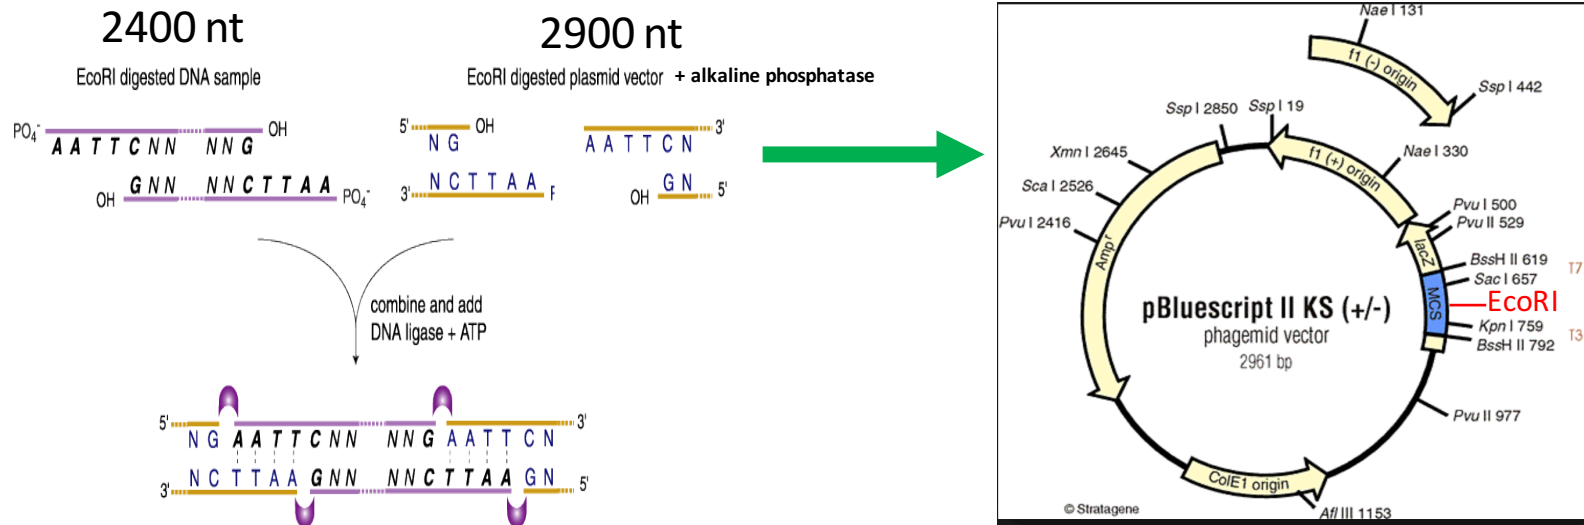 2400 nt
EcoRI digested DNA sample
PO4-
OH
A A T T C N N N N G
G N N N N C T T A A
OH
PO4-
2900 nt
EcoRI digested plasmid vector + alkaline phosphatase
5'
OH
N G
N C T T A A
3'
3'
A A T T C N
G N
OH
5'
combine and add
DNA ligase + ATP
5'
3'
N G A A T T C N N N N G A A T T C N
N C T T A A G N N N N C T T A A G N
3'
5'
Nae I 131
f1 (-) origin
Ssp I 442
Ssp I 2850
Ssp I 19
Xmn I 2645
f1 (+) origin
Nae I 330
Sca I 2526
Pvu I 2416
Pvu I 500
Pvu II 529
Ampr
lacZ
BssH II 619
T7
Sac I 657
MCS
EcoRI
Kpn I 759
T3
BssH II 792
pBluescript II KS (+/-)
phagemid vector
2961 bp
Pvu II 977
ColE1 origin
Afl III 1153
© Stratagene